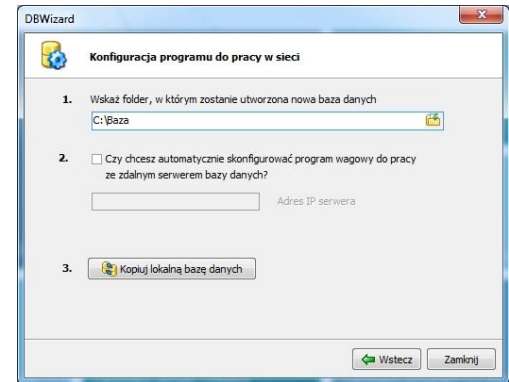 DBWizard
Konfiguracja programu do pracy w sieci
1. Wskaż folder, w którym zostanie utworzona nowa baza danych
C:\Baza
2. Czy chcesz automatycznie skonfigurować program wagowy do pracy
ze zdalnym serwerem bazy danych?
Adres IP serwera
3. Kopiuj lokalną bazę danych
Wstecz Zamknij